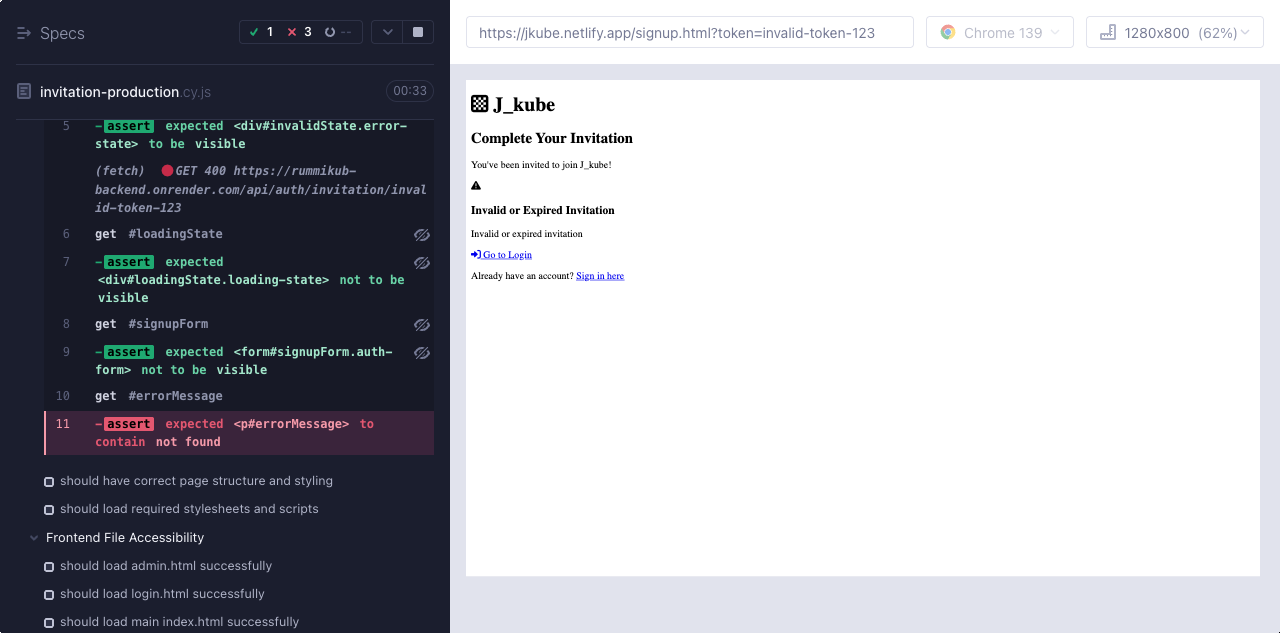 Specs
1
3
--
invitation-production.cy.js
00:33
5 -assert expected <div#invalidState.error-
state> to be visible
(fetch) GET 400 https://rummikub-
backend.onrender.com/api/auth/invitation/inval
id-token-123
6 get #loadingState
7 -assert expected
<div#loadingState.loading-state> not to be
visible
8 get #signupForm
9 -assert expected <form#signupForm.auth-
form> not to be visible
10 get #errorMessage
11 -assert expected <p#errorMessage> to
contain not found
should have correct page structure and styling
should load required stylesheets and scripts
Frontend File Accessibility
should load admin.html successfully
should load login.html successfully
should load main index.html successfully
https://jkube.netlify.app/signup.html?token=invalid-token-123
Chrome 139
1280x800 (62%)
J_kube
Complete Your Invitation
You've been invited to join J_kube!
Invalid or Expired Invitation
Invalid or expired invitation
Go to Login
Already have an account? Sign in here